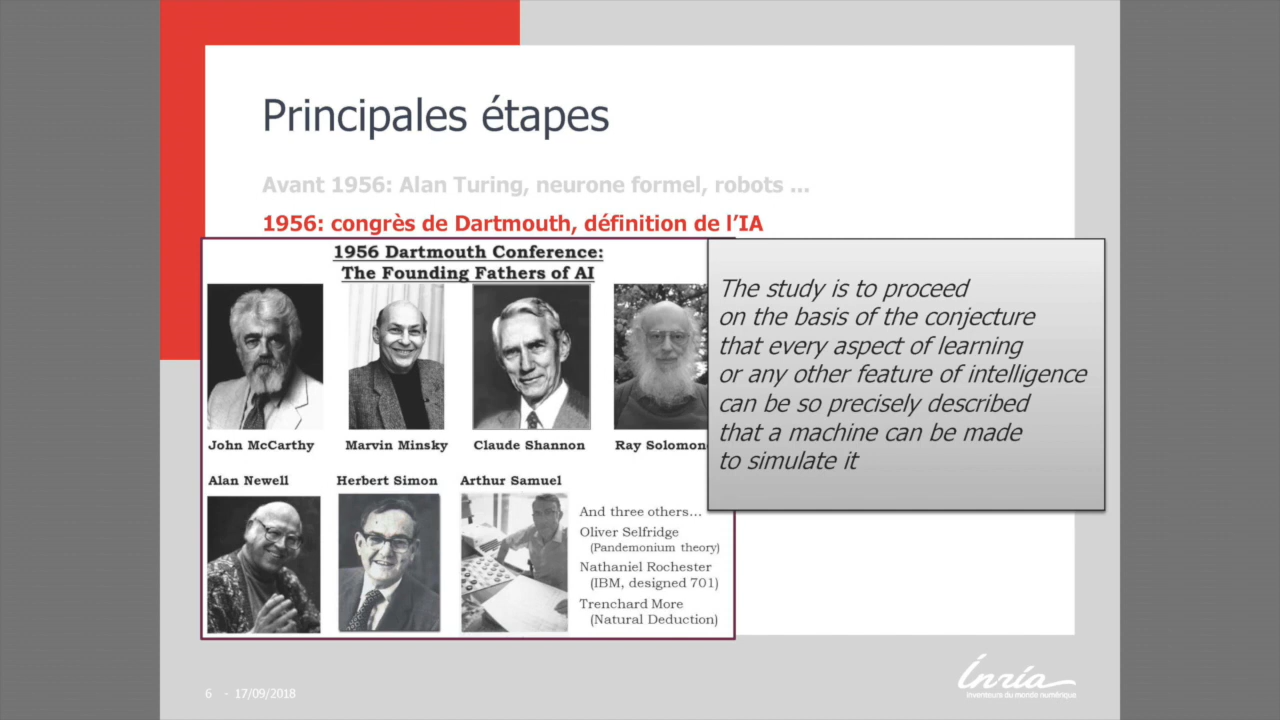 Principales étapes
Avant 1956: Alan Turing, neurone formel, robots ...
1956: congrès de Dartmouth, définition de l’IA
1956 Dartmouth Conference:
The Founding Fathers of AI
John McCarthy
Marvin Minsky
Claude Shannon
Ray Solomon
Alan Newell
Herbert Simon
Arthur Samuel
And three others...
Oliver Selfridge
(Pandemonium theory)
Nathaniel Rochester
(IBM, designed 701)
Trenchard More
(Natural Deduction)
The study is to proceed
on the basis of the conjecture
that every aspect of learning
or any other feature of intelligence
can be so precisely described
that a machine can be made
to simulate it
6 - 17/09/2018
Inria
inventeurs du monde numérique